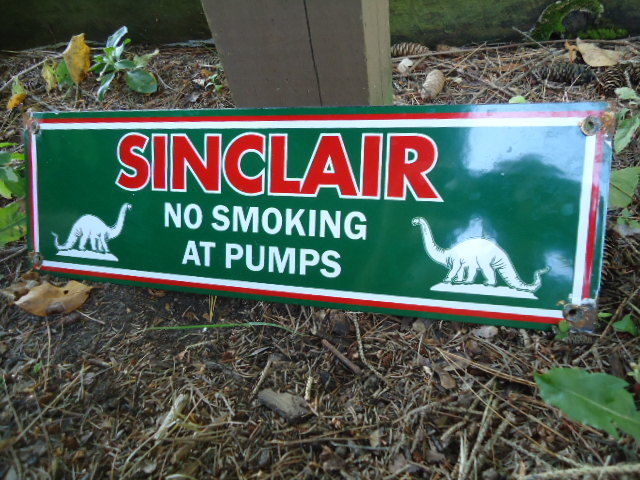 SINCLAIR
NO SMOKING
AT PUMPS